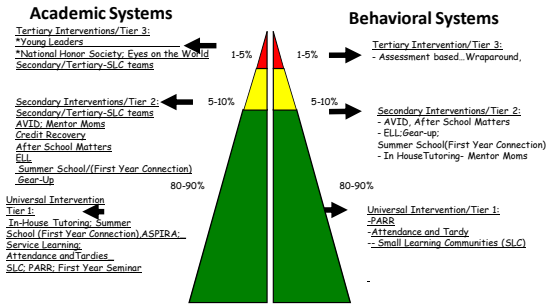 Academic Systems
Behavioral Systems
Tertiary Interventions/Tier 3:
*Young Leaders
*National Honor Society; Eyes on the World
Secondary/Tertiary-SLC teams
1-5%
1-5%
Tertiary Intervention/Tier 3:
- Assessment based…Wraparound,
Secondary Interventions/Tier 2:
Secondary/Tertiary-SLC teams
AVID; Mentor Moms
Credit Recovery
After School Matters
ELL
Summer School/(First Year Connection)
Gear-Up
5-10%
5-10%
Secondary Interventions/Tier 2:
- AVID, After School Matters
- ELL;Gear-up;
Summer School(First Year Connection)
- In HouseTutoring- Mentor Moms
80-90%
80-90%
Universal Intervention
Tier 1:
In-House Tutoring; Summer
School (First Year Connection),ASPIRA;
Service Learning;
Attendance andTardies
SLC; PARR; First Year Seminar
Universal Intervention/Tier 1:
-PARR
-Attendance and Tardy
-- Small Learning Communities (SLC)
-